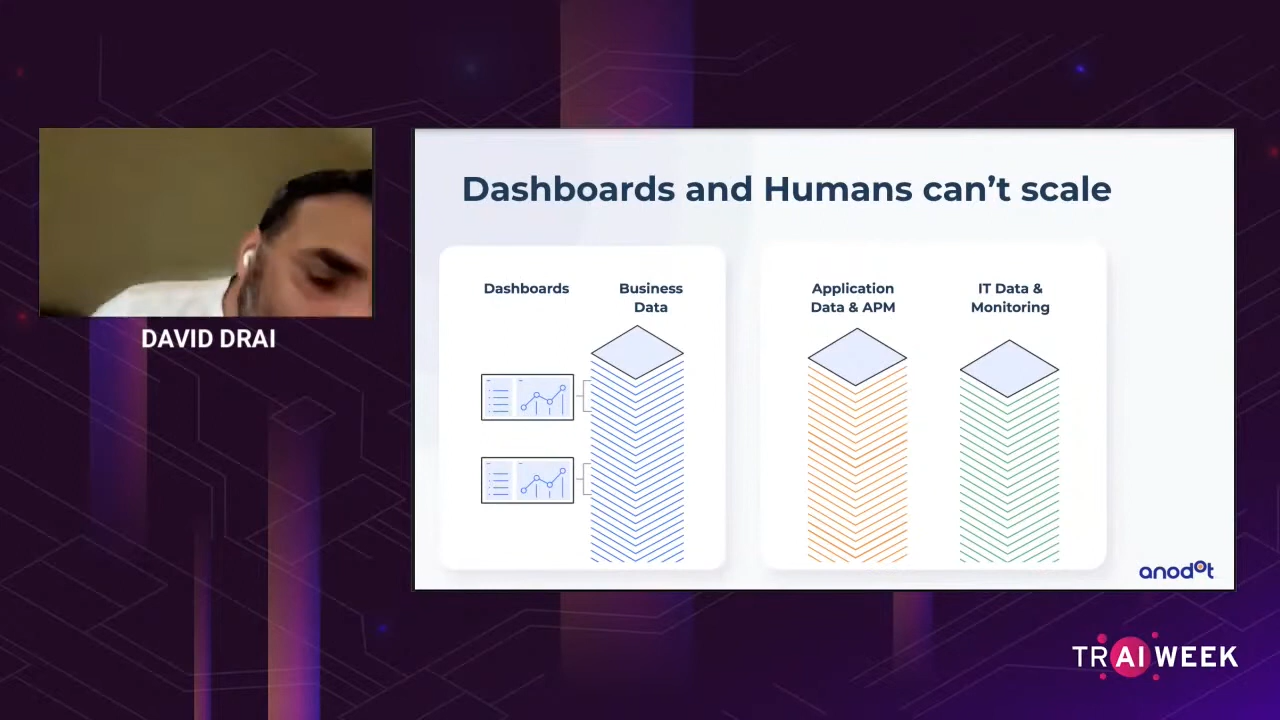 Dashboards and Humans can’t scale
Dashboards
Business
Data
Application
Data & APM
IT Data &
Monitoring
DAVID DRAI
anodot
TRAI WEEK